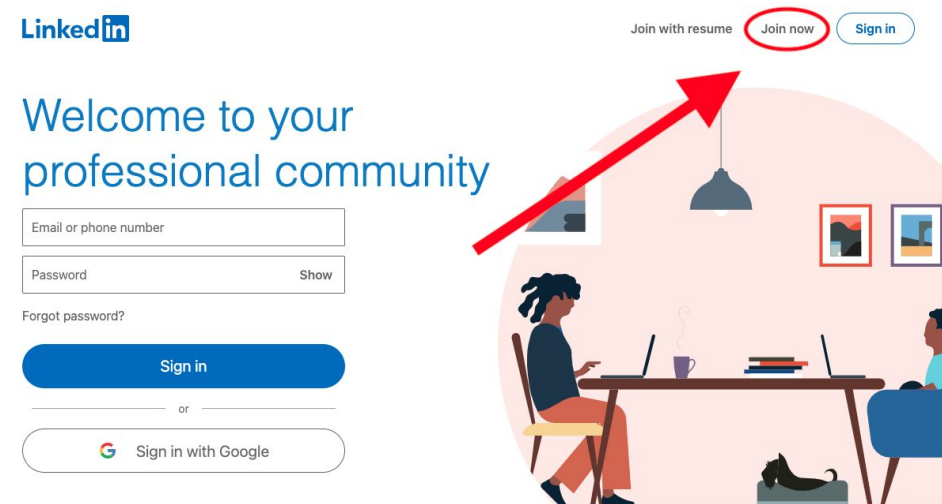 LinkedIn
Join with resume Join now Sign in
Welcome to your
professional community
Email or phone number
Password Show
Forgot password?
Sign in
or
G Sign in with Google